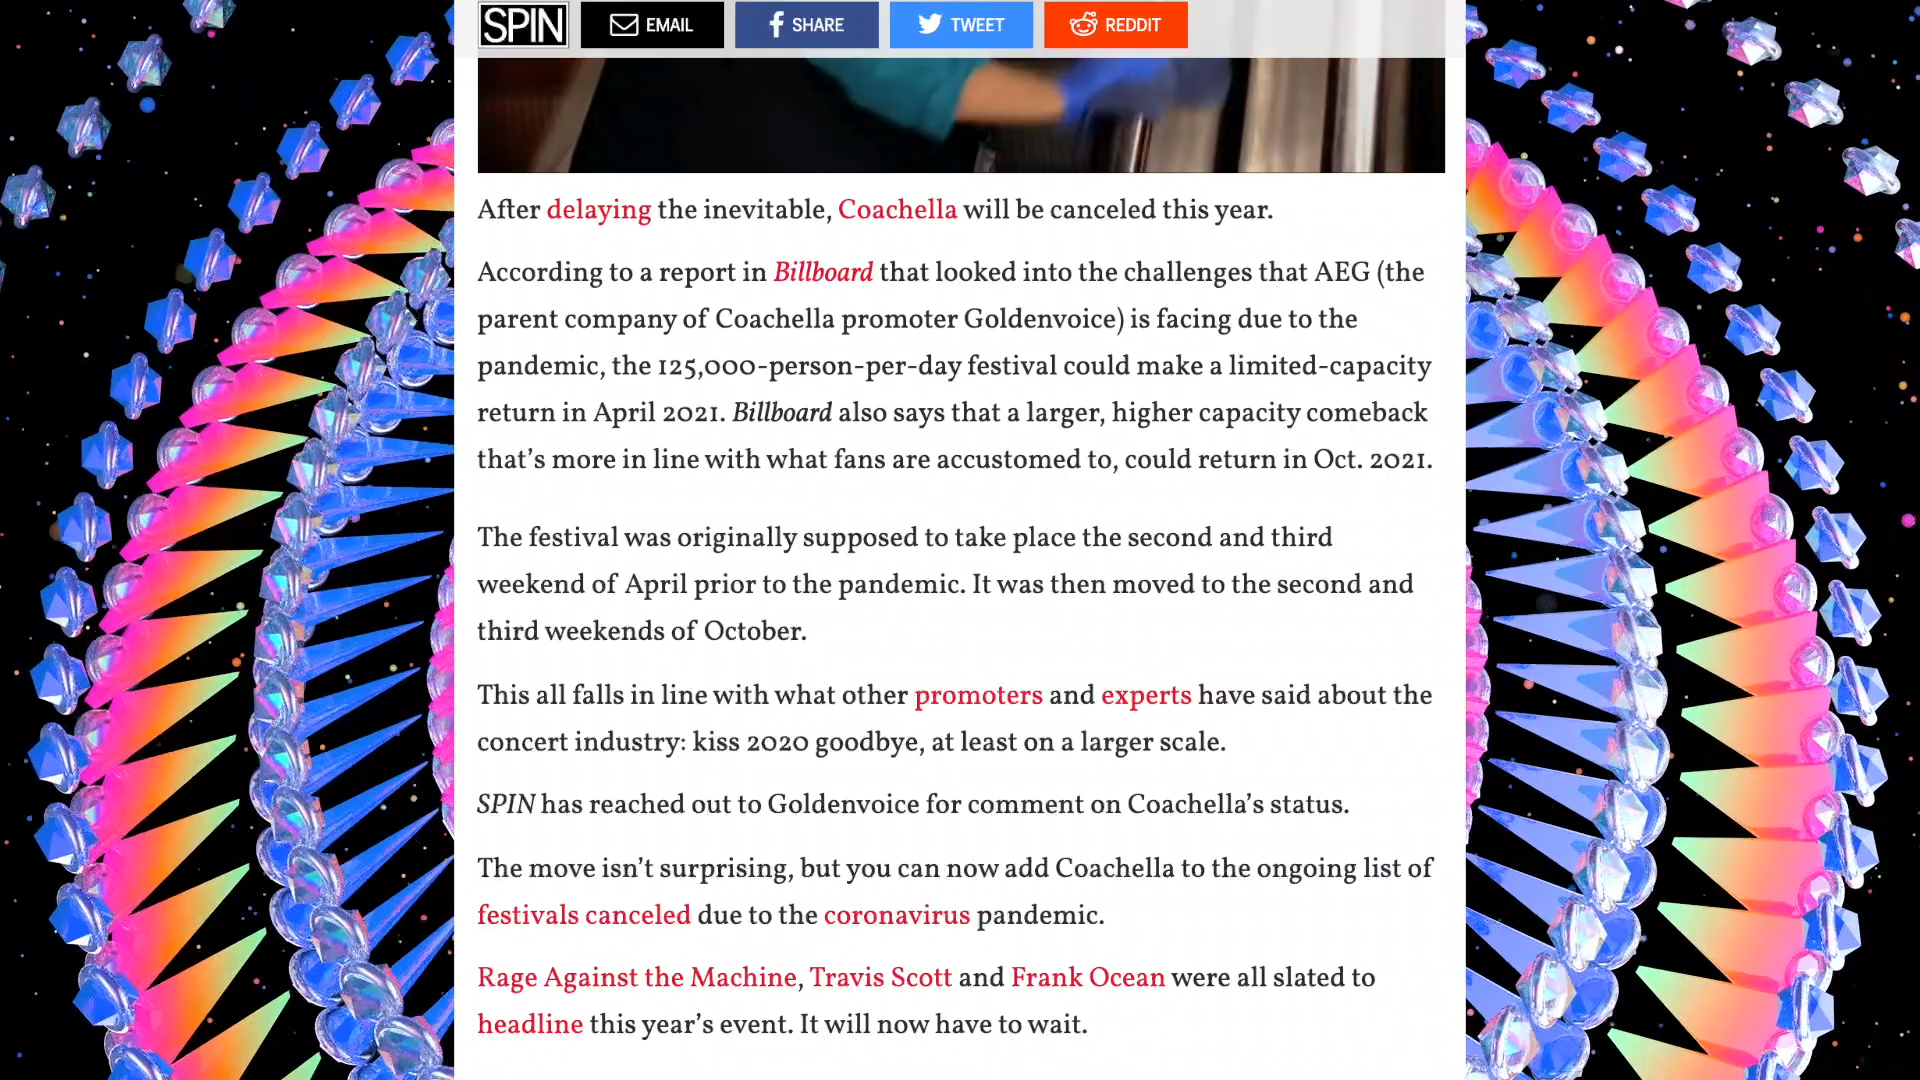 SPIN EMAIL SHARE TWEET REDDIT
After delaying the inevitable, Coachella will be canceled this year.
According to a report in Billboard that looked into the challenges that AEG (the
parent company of Coachella promoter Goldenvoice) is facing due to the
pandemic, the 125,000-person-per-day festival could make a limited-capacity
return in April 2021. Billboard also says that a larger, higher capacity comeback
that’s more in line with what fans are accustomed to, could return in Oct. 2021.
The festival was originally supposed to take place the second and third
weekend of April prior to the pandemic. It was then moved to the second and
third weekends of October.
This all falls in line with what other promoters and experts have said about the
concert industry: kiss 2020 goodbye, at least on a larger scale.
SPIN has reached out to Goldenvoice for comment on Coachella’s status.
The move isn’t surprising, but you can now add Coachella to the ongoing list of
festivals canceled due to the coronavirus pandemic.
Rage Against the Machine, Travis Scott and Frank Ocean were all slated to
headline this year’s event. It will now have to wait.